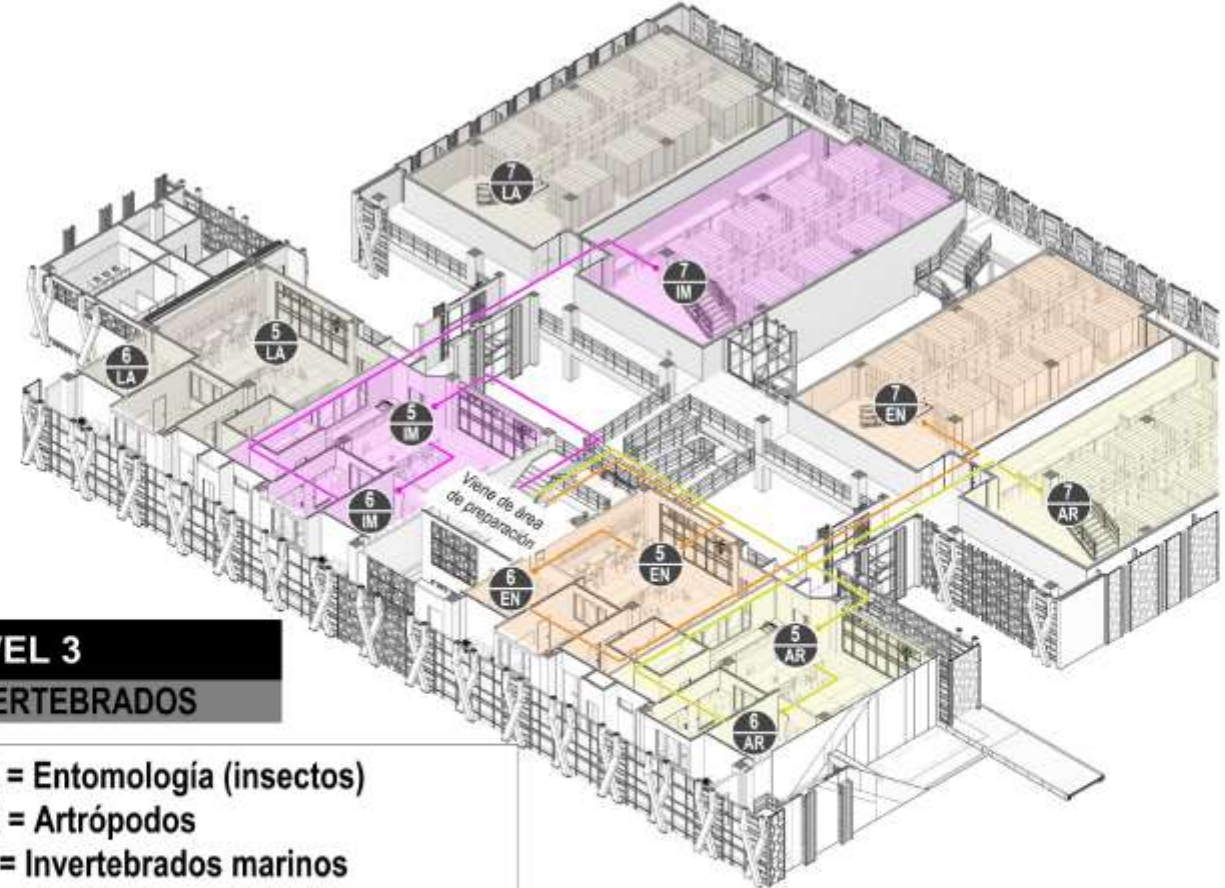 7
LA
7
IM
5
LA
6
LA
7
EN
5
IM
7
AR
6
IM
Viene de área
de preparación
5
EN
6
EN
5
AR
6
AR
VEL 3
ERTEBRADOS
= Entomología (insectos)
= Artrópodos
= Invertebrados marinos